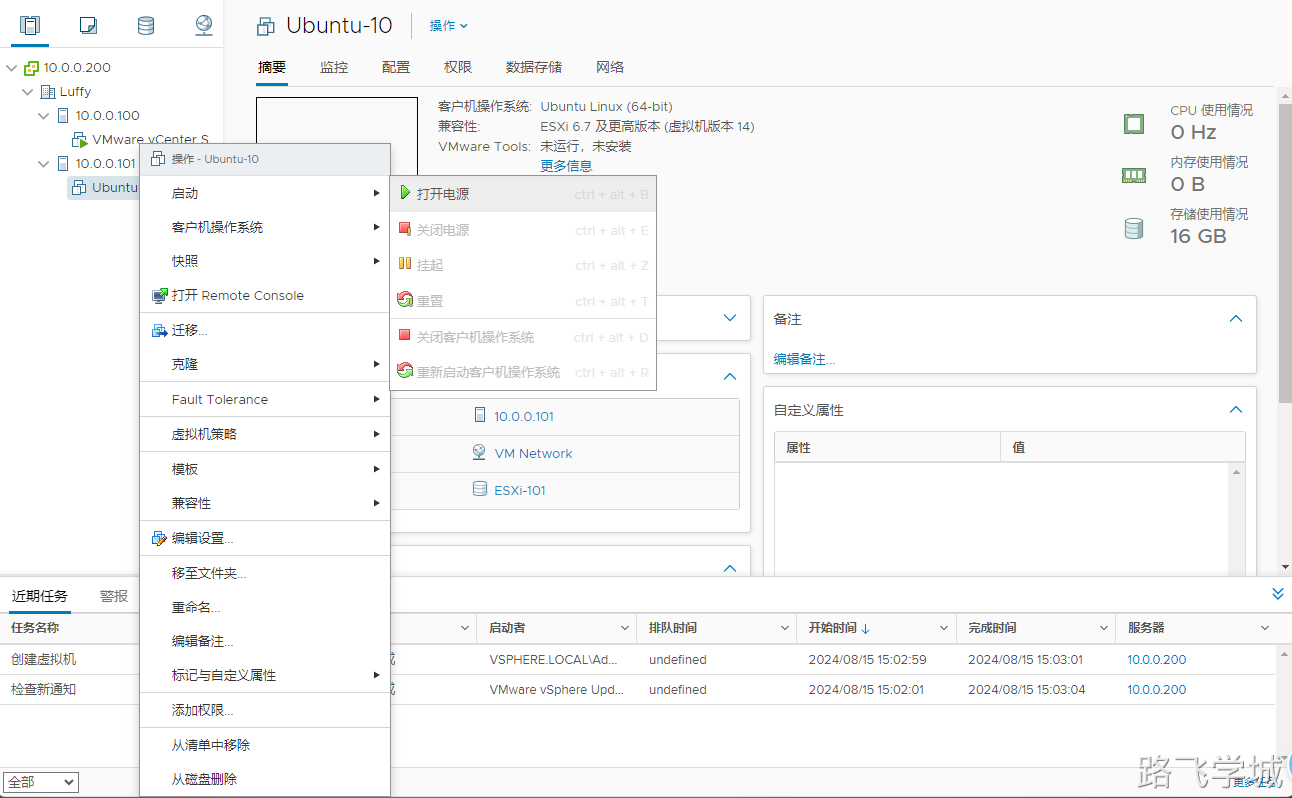 Ubuntu-10
操作
10.0.0.200
Luffy
10.0.0.100
VMware vCenter S
10.0.0.101
Ubuntu
摘要 监控 配置 权限 数据存储 网络
客户机操作系统: Ubuntu Linux (64-bit)
兼容性: ESXi 6.7 及更高版本 (虚拟机版本 14)
VMware Tools: 未运行，未安装
更多信息
CPU 使用情况
0 Hz
内存使用情况
0 B
存储使用情况
16 GB
操作 - Ubuntu-10
启动
客户机操作系统
快照
打开 Remote Console
迁移...
克隆
Fault Tolerance
虚拟机策略
模板
兼容性
编辑设置...
移至文件夹...
重命名...
编辑备注...
标记与自定义属性
添加权限...
从清单中移除
从磁盘删除
打开电源 ctrl + alt + B
关闭电源 ctrl + alt + E
挂起 ctrl + alt + Z
重置 ctrl + alt + T
关闭客户机操作系统 ctrl + alt + D
重新启动客户机操作系统 ctrl + alt + R
10.0.0.101
VM Network
ESXi-101
备注
编辑备注...
自定义属性
属性 值
近期任务 警报
任务名称 启动者 排队时间 开始时间 完成时间 服务器
创建虚拟机 VSPHERE.LOCAL\Ad... undefined 2024/08/15 15:02:59 2024/08/15 15:03:01 10.0.0.200
检查新通知 VMware vSphere Upd... undefined 2024/08/15 15:02:01 2024/08/15 15:03:04 10.0.0.200
全部
路飞学城